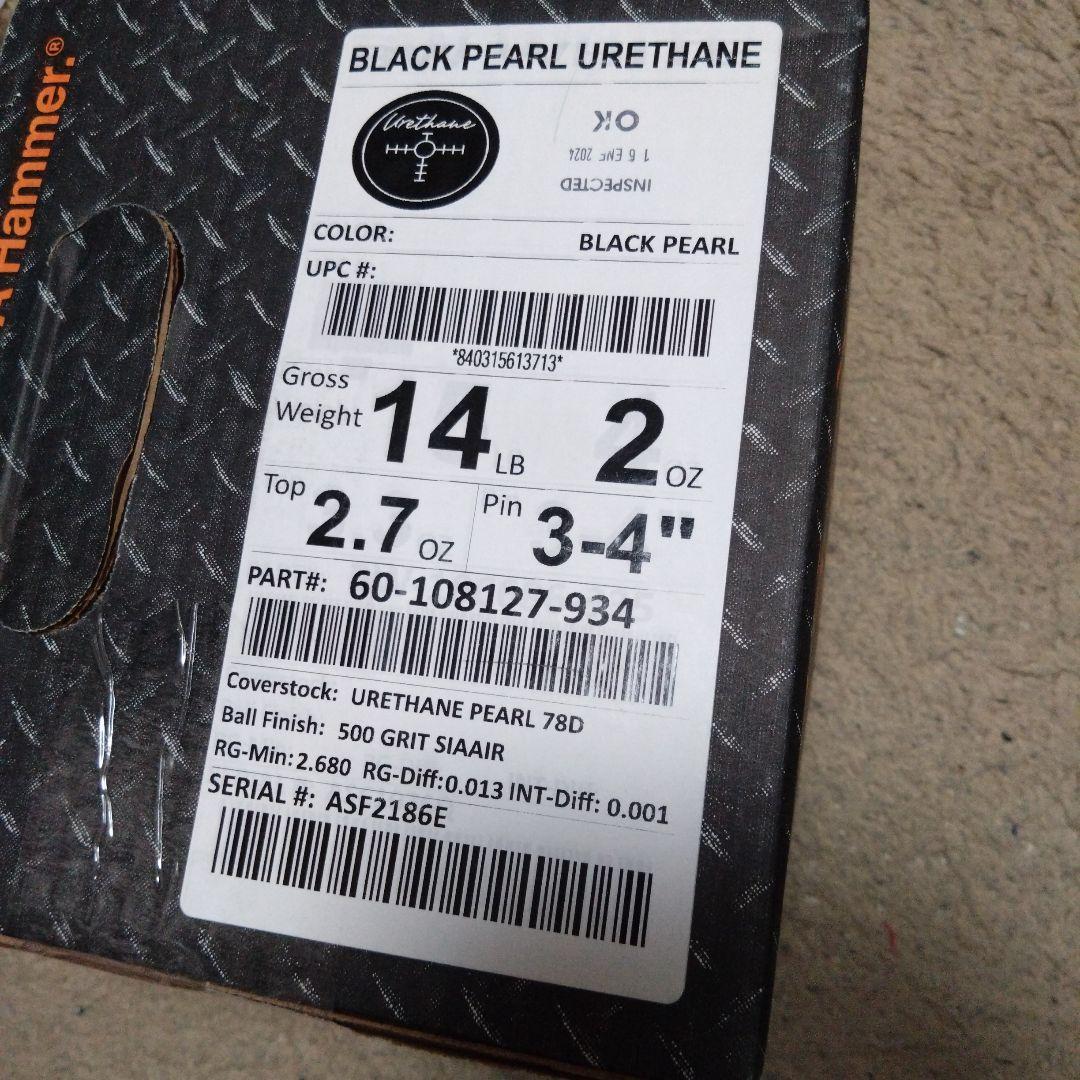 Hammer.®
BLACK PEARL URETHANE
Urethane
OK
16 ENE 2024
INSPECTED
COLOR: BLACK PEARL
UPC #:
*840315613713*
Gross Weight 14 LB 2 OZ
Top 2.7 OZ Pin 3-4"
PART#: 60-108127-934
Coverstock: URETHANE PEARL 78D
Ball Finish: 500 GRIT SIAAIR
RG-Min: 2.680 RG-Diff: 0.013 INT-Diff: 0.001
SERIAL #: ASF2186E